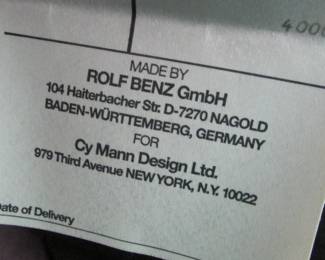 400
MADE BY
ROLF BENZ GmbH
104 Haiterbacher Str. D-7270 NAGOLD
BADEN-WÜRTTEMBERG, GERMANY
FOR
Cy Mann Design Ltd.
979 Third Avenue NEW YORK, N.Y. 10022
ate of Delivery